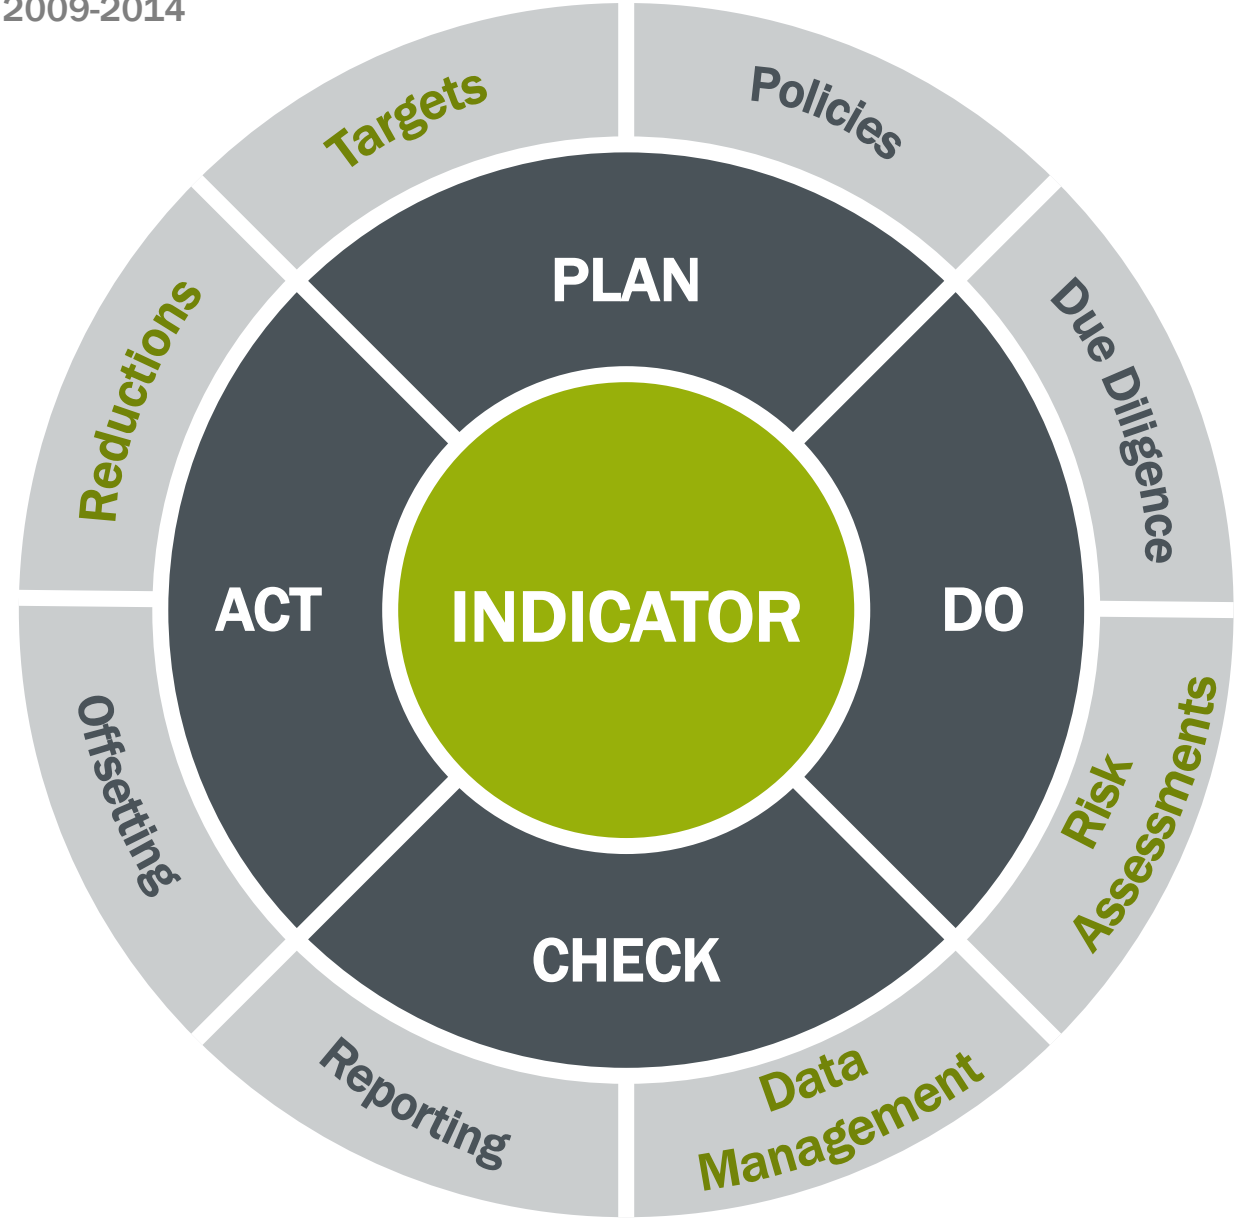 2009-2014
Targets
Policies
PLAN
Reductions
Due Diligence
ACT
INDICATOR
DO
Offsetting
Risk
Assessments
CHECK
Reporting
Data
Management